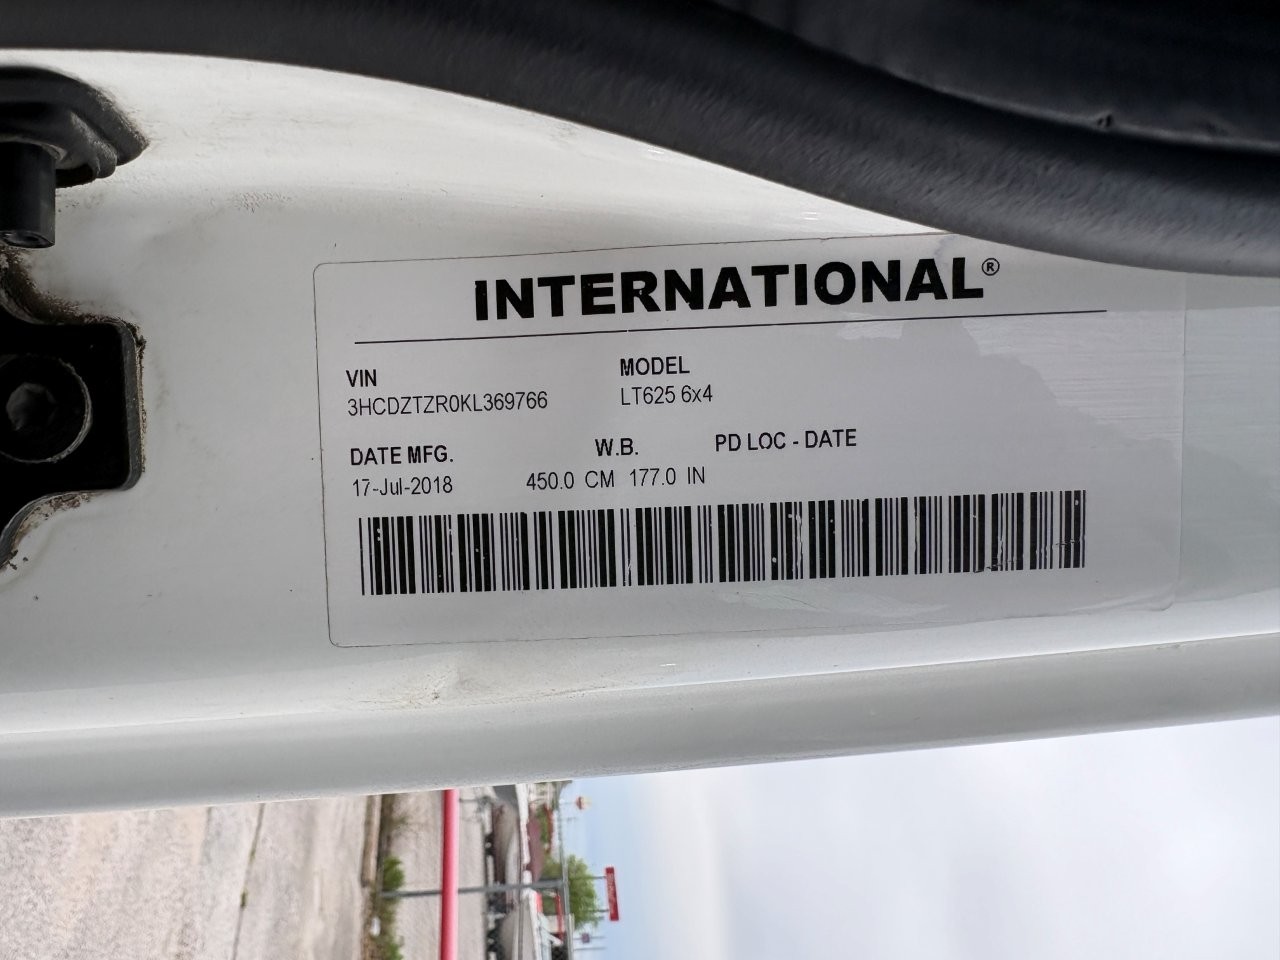 INTERNATIONAL®
VIN MODEL
3HCDZTZR0KL369766 LT625 6x4
DATE MFG. W.B. PD LOC - DATE
17-Jul-2018 450.0 CM 177.0 IN